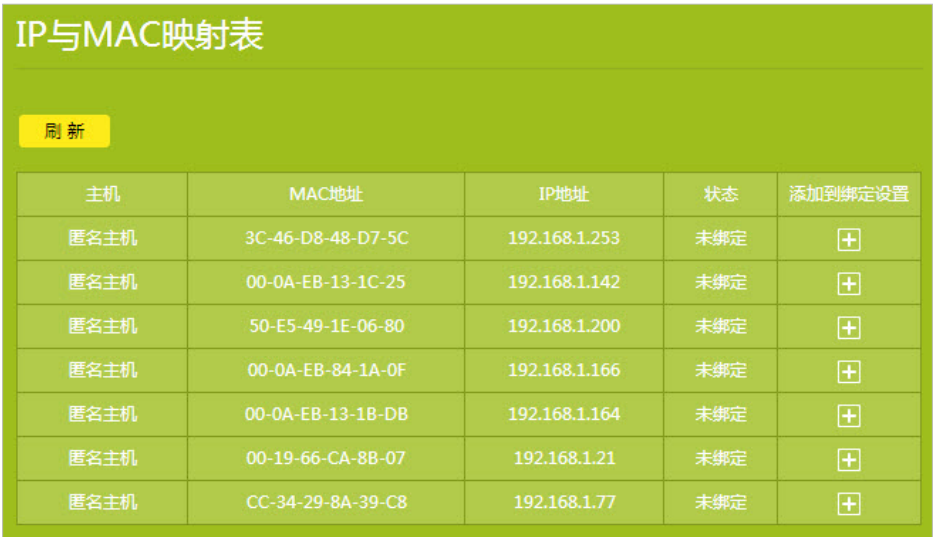 IP与MAC映射表
刷 新
主机 MAC地址 IP地址 状态 添加到绑定设置
匿名主机 3C-46-D8-48-D7-5C 192.168.1.253 未绑定
匿名主机 00-0A-EB-13-1C-25 192.168.1.142 未绑定
匿名主机 50-E5-49-1E-06-80 192.168.1.200 未绑定
匿名主机 00-0A-EB-84-1A-0F 192.168.1.166 未绑定
匿名主机 00-0A-EB-13-1B-DB 192.168.1.164 未绑定
匿名主机 00-19-66-CA-8B-07 192.168.1.21 未绑定
匿名主机 CC-34-29-8A-39-C8 192.168.1.77 未绑定